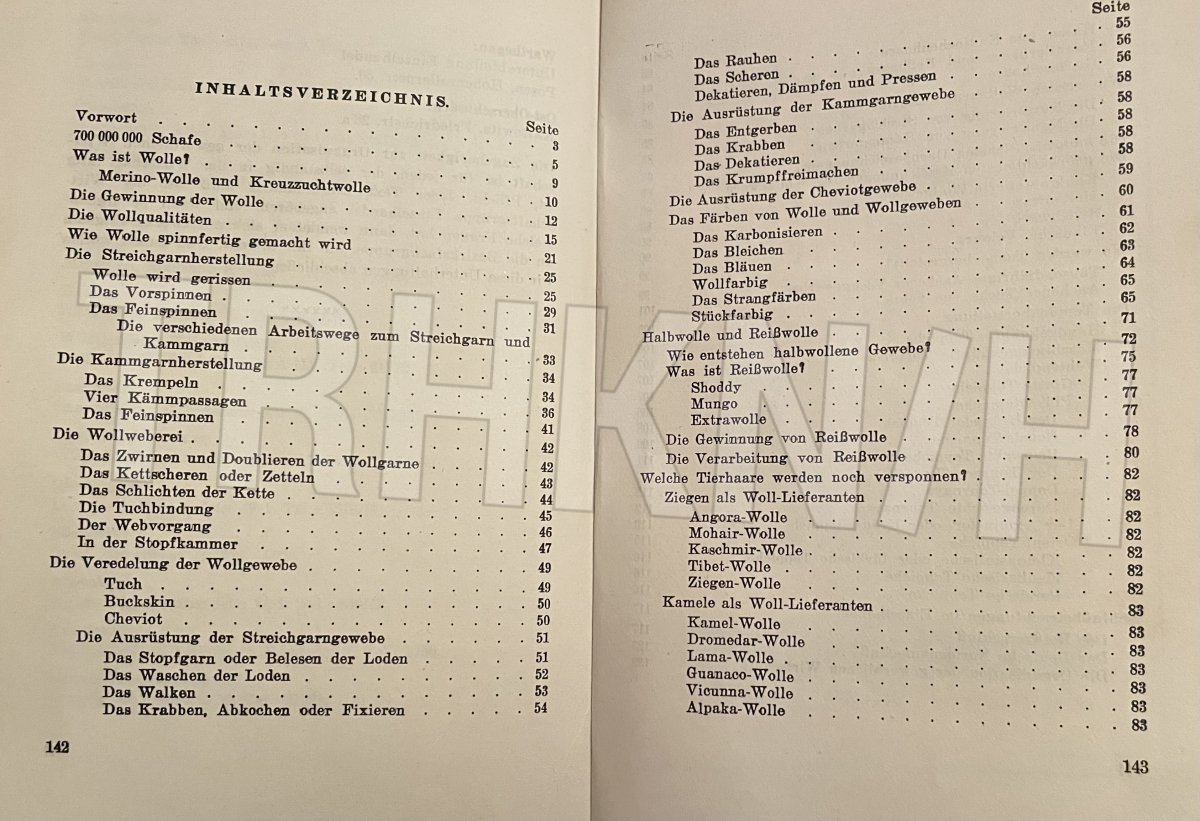 INHALTSVERZEICHNIS.
Seite
Vorwort . . . . . . . . . . 3
700 000 000 Schafe . . . . . . . . . . 5
Was ist Wolle? . . . . . . . . . . 9
Merino-Wolle und Kreuzzuchtwolle . . . . . 10
Die Gewinnung der Wolle . . . . . . . . 12
Die Wollqualitäten . . . . . . . . . 15
Wie Wolle spinnfertig gemacht wird . . . . . 21
Die Streichgarnherstellung . . . . . . . 25
Wolle wird gerissen . . . . . . . . 25
Das Vorspinnen . . . . . . . . . 29
Das Feinspinnen . . . . . . . . . 31
Die verschiedenen Arbeitswege zum Streichgarn und
Kammgarn . . . . . . . . . 33
Die Kammgarnherstellung . . . . . . . 34
Das Krempeln . . . . . . . . . 34
Vier Kämmpassagen . . . . . . . . 36
Das Feinspinnen . . . . . . . . . 41
Die Wollweberei . . . . . . . . . . 42
Das Zwirnen und Doublieren der Wollgarne . . . 42
Das Kettscheren oder Zetteln . . . . . . 43
Das Schlichten der Kette . . . . . . . 44
Die Tuchbindung . . . . . . . . . 45
Der Webvorgang . . . . . . . . . 46
In der Stopfkammer . . . . . . . . 47
Die Veredelung der Wollgewebe . . . . . . 49
Tuch . . . . . . . . . . 49
Buckskin . . . . . . . . . . 50
Cheviot . . . . . . . . . . 50
Die Ausrüstung der Streichgarngewebe . . . . 51
Das Stopfgarn oder Belesen der Loden . . . . 51
Das Waschen der Loden . . . . . . . 52
Das Walken . . . . . . . . . 53
Das Krabben, Abkochen oder Fixieren . . . . 54
142
Seite
Das Rauhen . . . . . . . . . . 55
Das Scheren . . . . . . . . . . 56
Dekatieren, Dämpfen und Pressen . . . . . 56
Die Ausrüstung der Kammgarngewebe . . . . . 58
Das Entgerben . . . . . . . . . 58
Das Krabben . . . . . . . . . . 58
Das Dekatieren . . . . . . . . . 58
Das Krumpffreimachen . . . . . . . . 58
Die Ausrüstung der Cheviotgewebe . . . . . . 59
Das Färben von Wolle und Wollgeweben . . . . . 60
Das Karbonisieren . . . . . . . . 61
Das Bleichen . . . . . . . . . 62
Das Bläuen . . . . . . . . . . 63
Wollfarbig . . . . . . . . . . 64
Das Strangfärben . . . . . . . . . 65
Stückfarbig . . . . . . . . . . 65
Halbwolle und Reißwolle . . . . . . . . 71
Wie entstehen halbwollene Gewebe? . . . . . 72
Was ist Reißwolle? . . . . . . . . 75
Shoddy . . . . . . . . . . 77
Mungo . . . . . . . . . . 77
Extrawolle . . . . . . . . . 77
Die Gewinnung von Reißwolle . . . . . . 78
Die Verarbeitung von Reißwolle . . . . . . 80
Welche Tierhaare werden noch versponnen? . . . . 82
Ziegen als Woll-Lieferanten . . . . . . . 82
Angora-Wolle . . . . . . . . . 82
Mohair-Wolle . . . . . . . . . 82
Kaschmir-Wolle . . . . . . . . . 82
Tibet-Wolle . . . . . . . . . 82
Ziegen-Wolle . . . . . . . . . 82
Kamele als Woll-Lieferanten . . . . . . . 83
Kamel-Wolle . . . . . . . . . 83
Dromedar-Wolle . . . . . . . . . 83
Lama-Wolle . . . . . . . . . 83
Guanaco-Wolle . . . . . . . . . 83
Vicunna-Wolle . . . . . . . . . 83
Alpaka-Wolle . . . . . . . . . 83
143
TRHKN/H